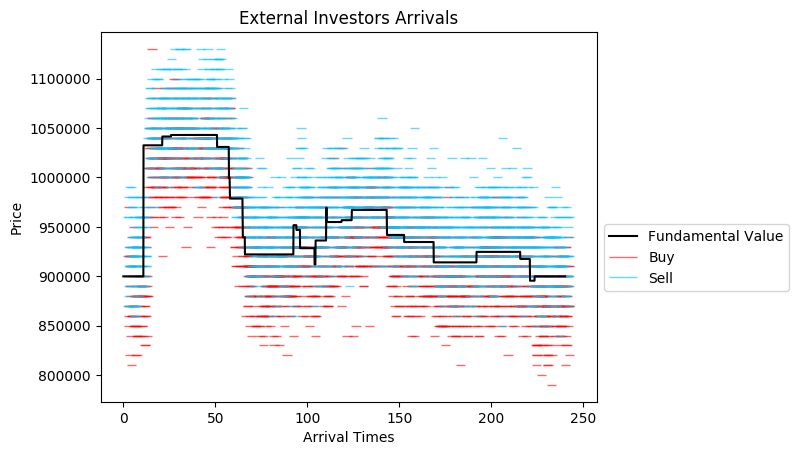 External Investors Arrivals
Price
1100000
1050000
1000000
950000
900000
850000
800000
0 50 100 150 200 250
Arrival Times
Fundamental Value
Buy
Sell